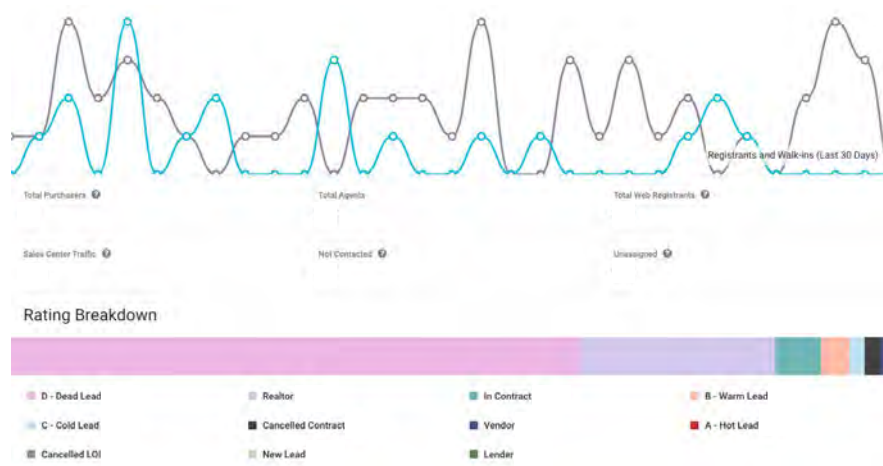 Registrants and Walk-ins (Last 30 Days)
Total Purchasers
Total Agents
Total Web Registrants
Sales Center Traffic
Not Contacted
Unassigned
Rating Breakdown
D - Dead Lead
Realtor
In Contract
B - Warm Lead
C - Cold Lead
Cancelled Contract
Vendor
A - Hot Lead
Cancelled LOI
New Lead
Lender